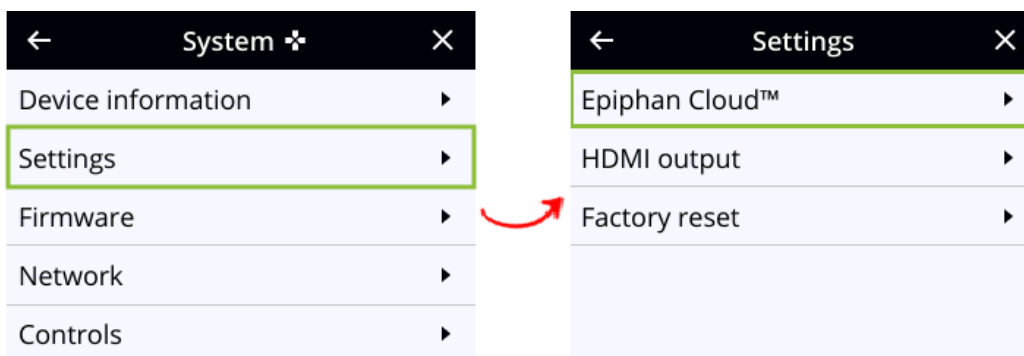 System
Device information
Settings
Firmware
Network
Controls
Settings
Epiphan Cloud™
HDMI output
Factory reset